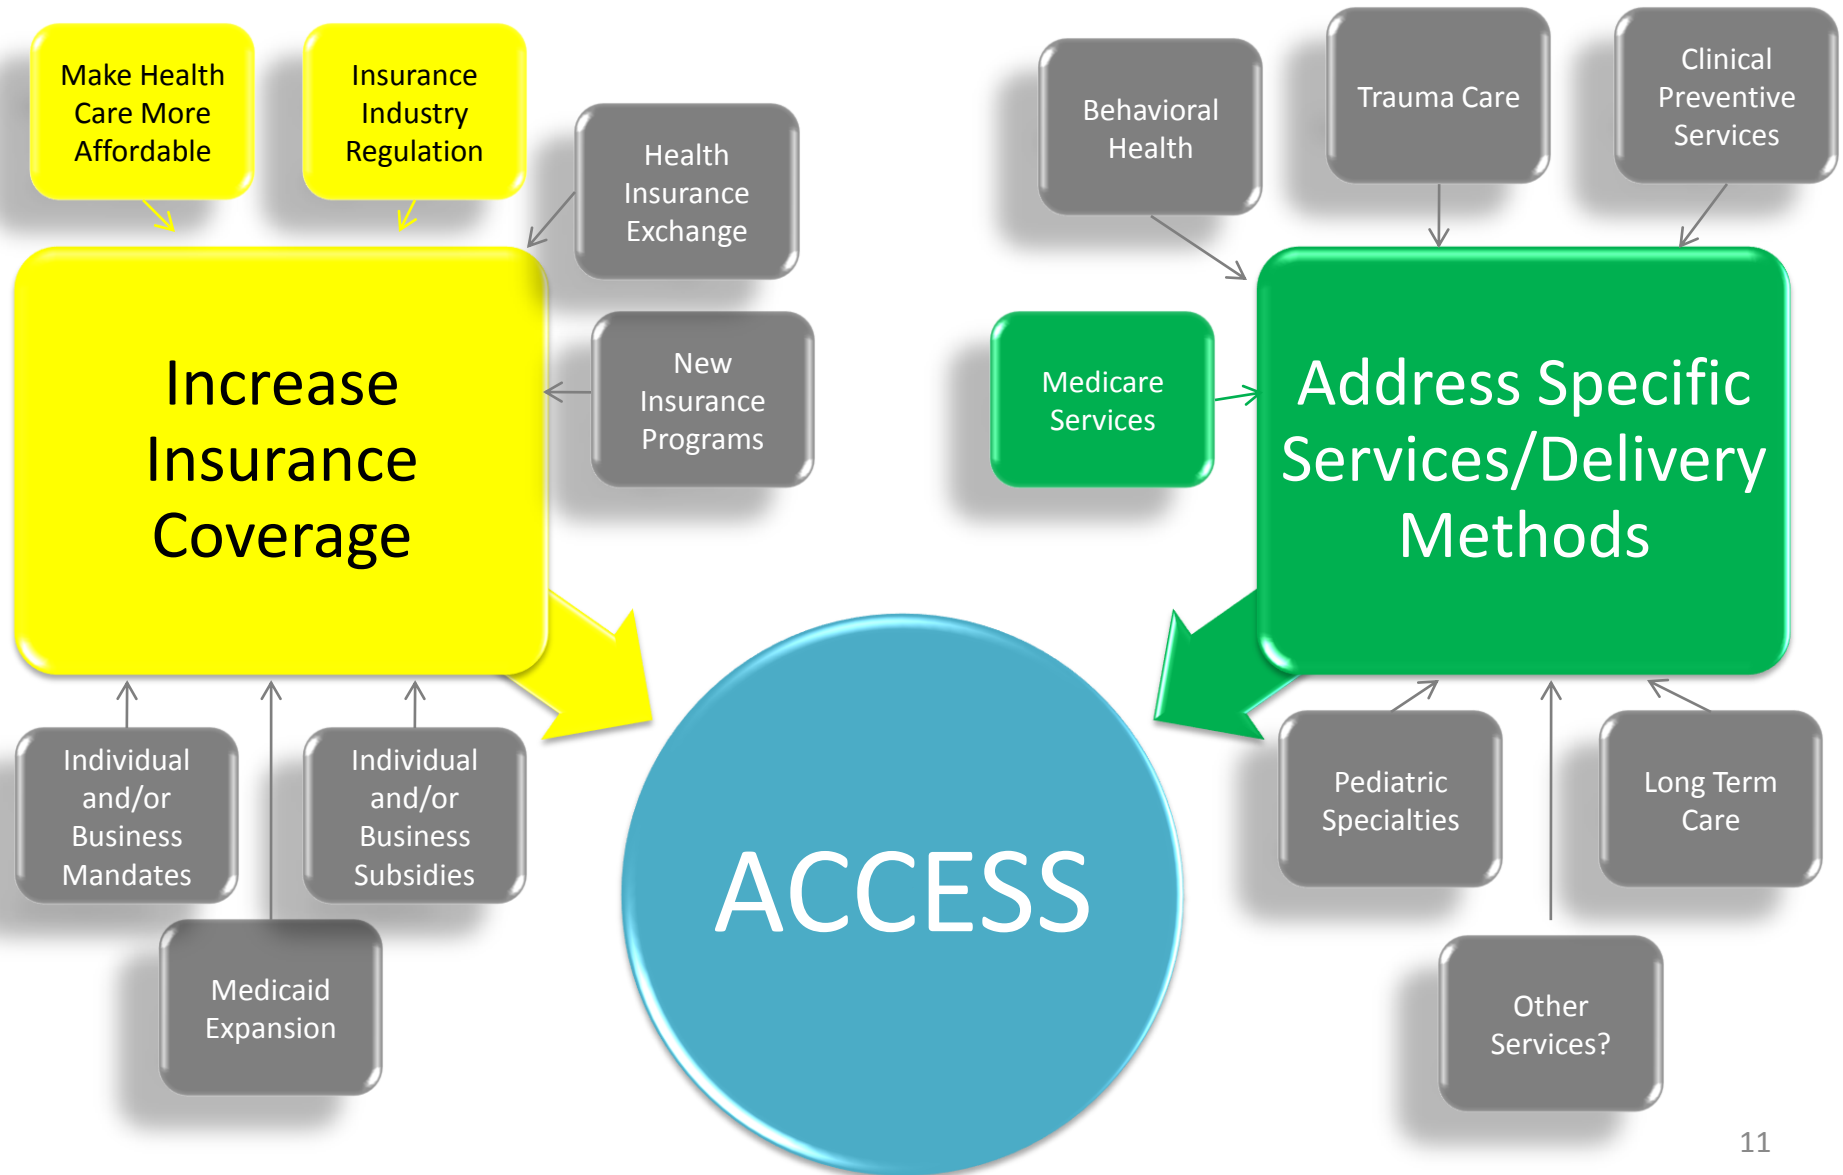 Make Health
Care More
Affordable
Insurance
Industry
Regulation
Health
Insurance
Exchange
New
Insurance
Programs
Increase
Insurance
Coverage
Individual
and/or
Business
Mandates
Individual
and/or
Business
Subsidies
Medicaid
Expansion
ACCESS
Behavioral
Health
Trauma Care
Clinical
Preventive
Services
Medicare
Services
Address Specific
Services/Delivery
Methods
Pediatric
Specialties
Long Term
Care
Other
Services?
11